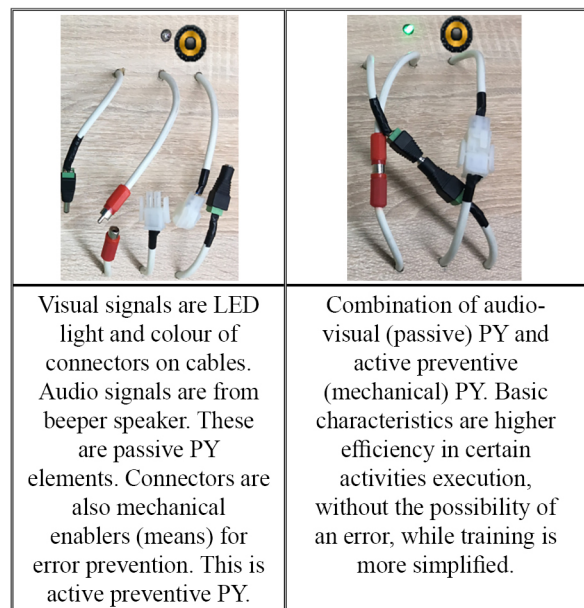 Visual signals are LED
light and colour of
connectors on cables.
Audio signals are from
beeper speaker. These
are passive PY
elements. Connectors are
also mechanical
enablers (means) for
error prevention. This is
active preventive PY.
Combination of audio-
visual (passive) PY and
active preventive
(mechanical) PY. Basic
characteristics are higher
efficiency in certain
activities execution,
without the possibility of
an error, while training is
more simplified.